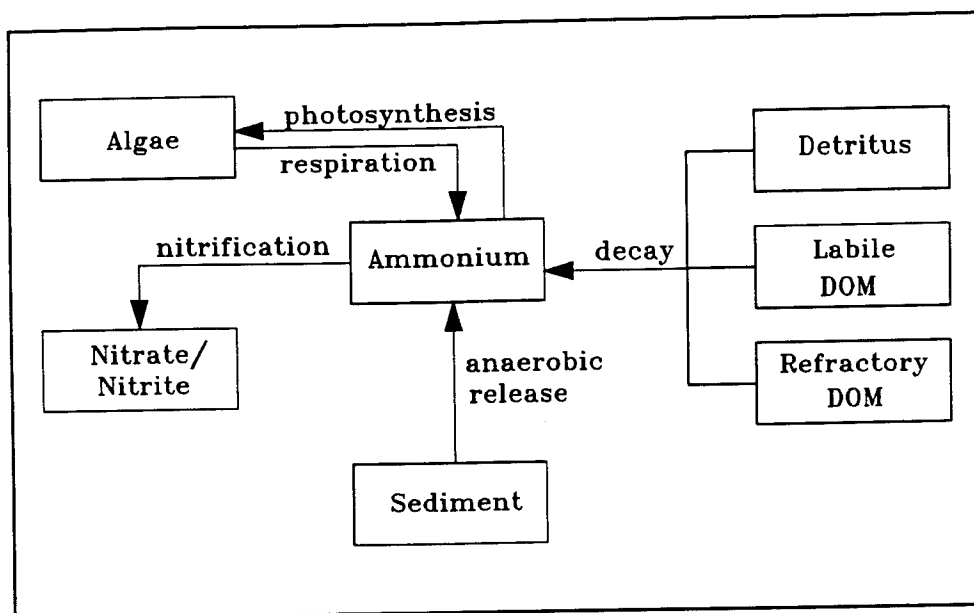 Algae
photosynthesis
respiration
nitrification
Ammonium
decay
Detritus
Labile
DOM
Refractory
DOM
Nitrate/
Nitrite
anaerobic
release
Sediment